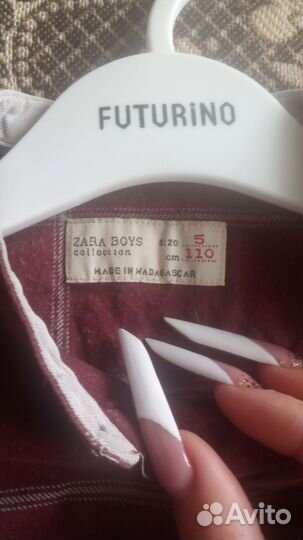 FUTURiNO
ZARA BOYS size 5
collection cm 110
MADE IN MADAGASCAR
Avito